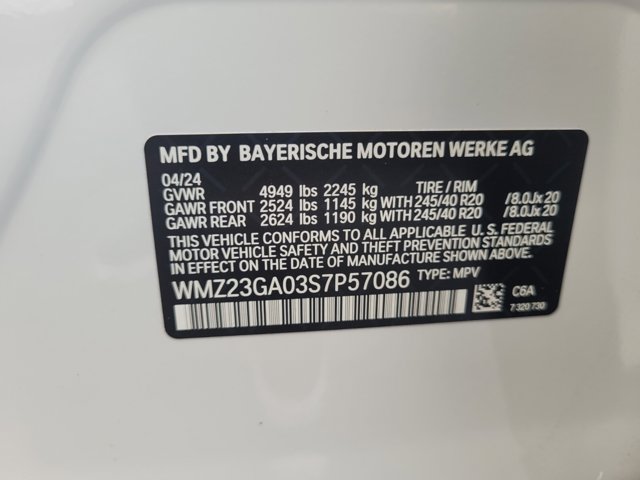 MFD BY BAYERISCHE MOTOREN WERKE AG
04/24
GVWR 4949 lbs 2245 kg TIRE / RIM
GAWR FRONT 2524 lbs 1145 kg WITH 245/40 R20 /8.0Jx20
GAWR REAR 2624 lbs 1190 kg WITH 245/40 R20 /8.0Jx20
THIS VEHICLE CONFORMS TO ALL APPLICABLE U. S. FEDERAL
MOTOR VEHICLE SAFETY, BUMPER, AND THEFT PREVENTION
STANDARDS IN EFFECT ON THE DATE OF MANUFACTURE SHOWN ABOVE.
WMZ23GA03S7P57086 TYPE: MPV
C6A
7 320 730